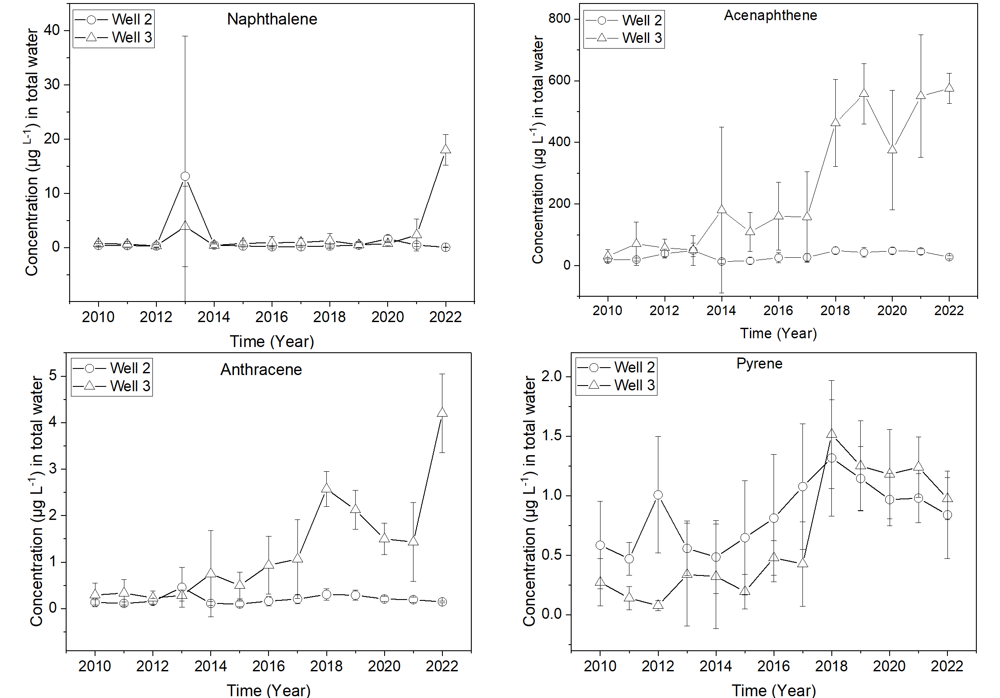 Naphthalene
Well 2
Well 3
Concentration (µg L-1) in total water
40
30
20
10
0
2010 2012 2014 2016 2018 2020 2022
Time (Year)
Acenaphthene
Well 2
Well 3
Concentration (µg L-1) in total water
800
600
400
200
0
2010 2012 2014 2016 2018 2020 2022
Time (Year)
Anthracene
Well 2
Well 3
Concentration (µg L-1) in total water
5
4
3
2
1
0
2010 2012 2014 2016 2018 2020 2022
Time (Year)
Pyrene
Well 2
Well 3
Concentration (µg L-1) in total water
2.0
1.5
1.0
0.5
0.0
2010 2012 2014 2016 2018 2020 2022
Time (Year)